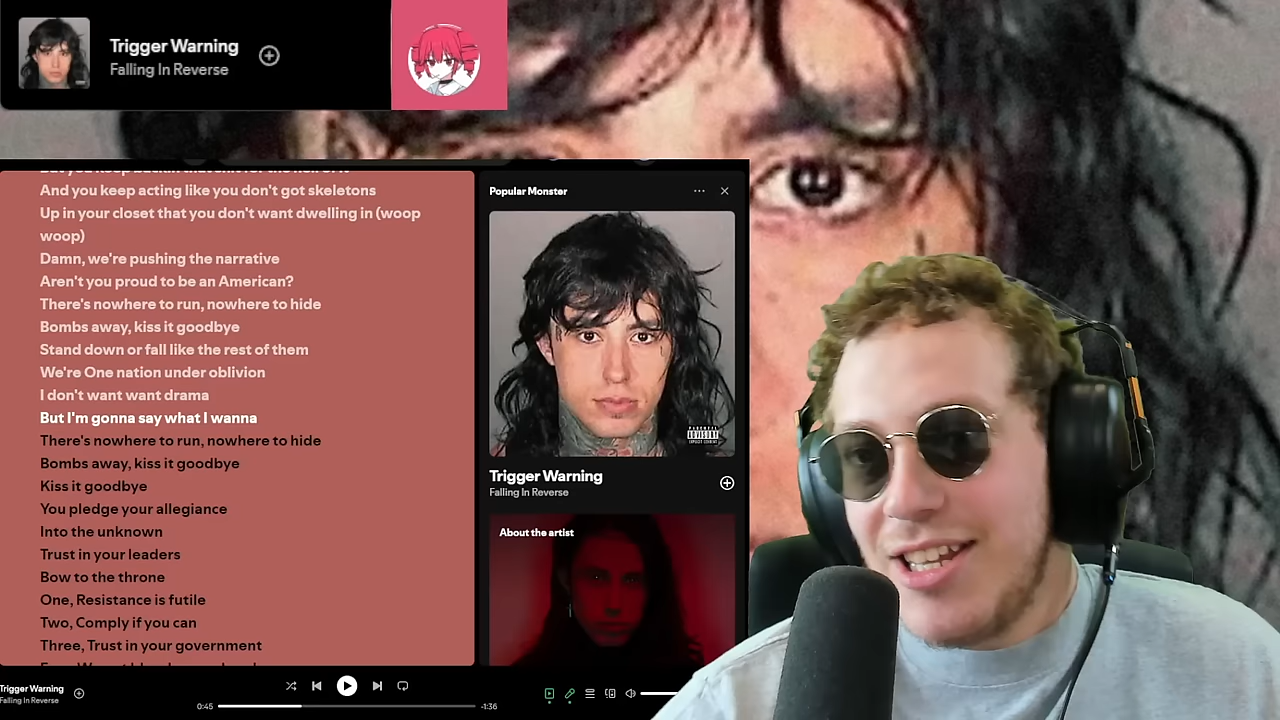 Trigger Warning
Falling In Reverse
And you keep acting like you don't got skeletons
Up in your closet that you don't want dwelling in (woop
woop)
Damn, we're pushing the narrative
Aren't you proud to be an American?
There's nowhere to run, nowhere to hide
Bombs away, kiss it goodbye
Stand down or fall like the rest of them
We're One nation under oblivion
I don't want want drama
But I'm gonna say what I wanna
There's nowhere to run, nowhere to hide
Bombs away, kiss it goodbye
Kiss it goodbye
You pledge your allegiance
Into the unknown
Trust in your leaders
Bow to the throne
One, Resistance is futile
Two, Comply if you can
Three, Trust in your government
Popular Monster
PARENTAL
ADVISORY
EXPLICIT CONTENT
Trigger Warning
Falling In Reverse
About the artist
Trigger Warning
Falling In Reverse
0:45
-1:36